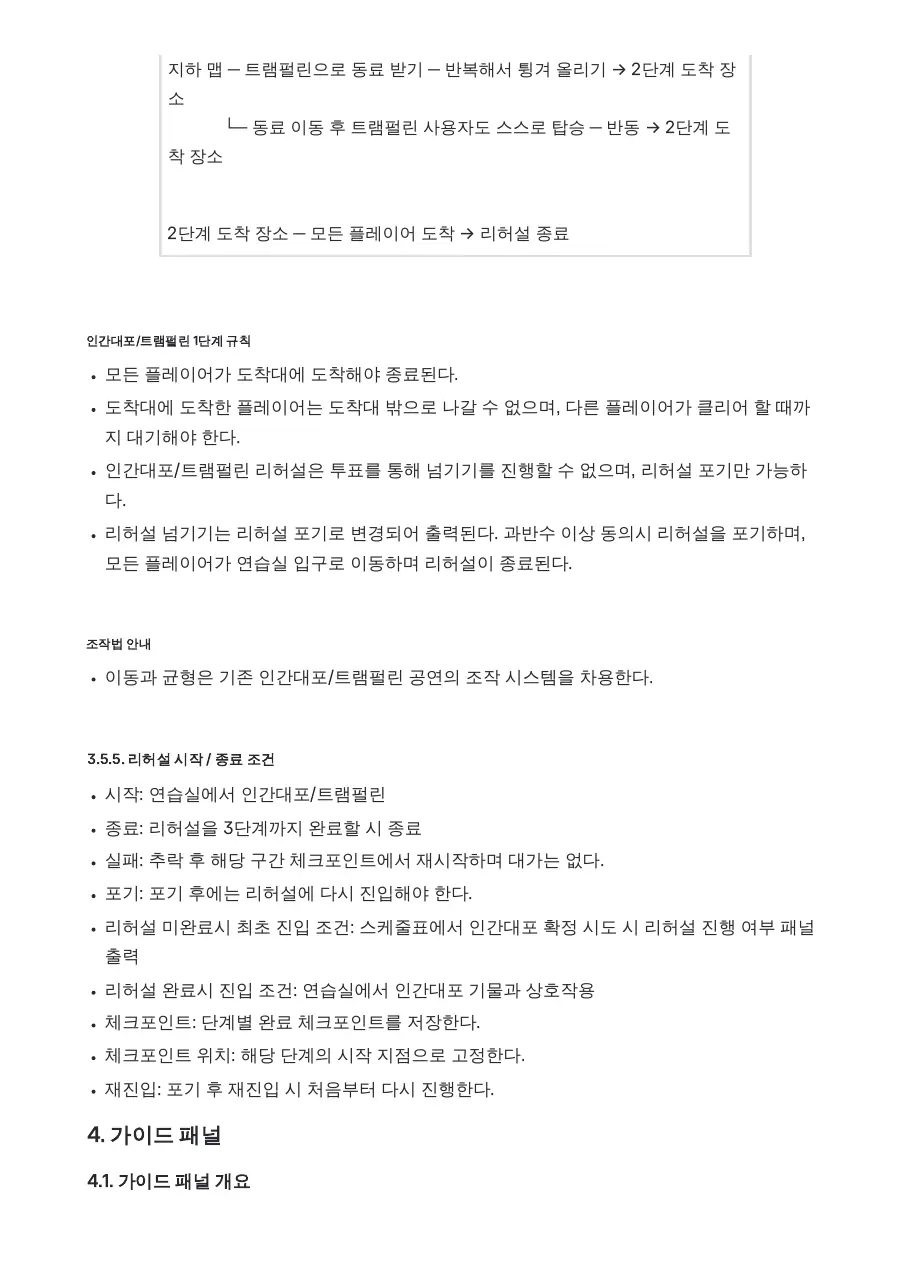 지하 맵 ─ 트램펄린으로 동료 받기 ─ 반복해서 튕겨 올리기 → 2단계 도착 장
소
└─ 동료 이동 후 트램펄린 사용자도 스스로 탑승 ─ 반동 → 2단계 도
착 장소
2단계 도착 장소 ─ 모든 플레이어 도착 → 리허설 종료
인간대포/트램펄린 1단계 규칙
• 모든 플레이어가 도착대에 도착해야 종료된다.
• 도착대에 도착한 플레이어는 도착대 밖으로 나갈 수 없으며, 다른 플레이어가 클리어 할 때까
지 대기해야 한다.
• 인간대포/트램펄린 리허설은 투표를 통해 넘기기를 진행할 수 없으며, 리허설 포기만 가능하
다.
• 리허설 넘기기는 리허설 포기로 변경되어 출력된다. 과반수 이상 동의시 리허설을 포기하며,
모든 플레이어가 연습실 입구로 이동하며 리허설이 종료된다.
조작법 안내
• 이동과 균형은 기존 인간대포/트램펄린 공연의 조작 시스템을 차용한다.
3.5.5. 리허설 시작 / 종료 조건
• 시작: 연습실에서 인간대포/트램펄린
• 종료: 리허설을 3단계까지 완료할 시 종료
• 실패: 추락 후 해당 구간 체크포인트에서 재시작하며 대가는 없다.
• 포기: 포기 후에는 리허설에 다시 진입해야 한다.
• 리허설 미완료시 최초 진입 조건: 스케줄표에서 인간대포 확정 시도 시 리허설 진행 여부 패널
출력
• 리허설 완료시 진입 조건: 연습실에서 인간대포 기물과 상호작용
• 체크포인트: 단계별 완료 체크포인트를 저장한다.
• 체크포인트 위치: 해당 단계의 시작 지점으로 고정한다.
• 재진입: 포기 후 재진입 시 처음부터 다시 진행한다.
4. 가이드 패널
4.1. 가이드 패널 개요